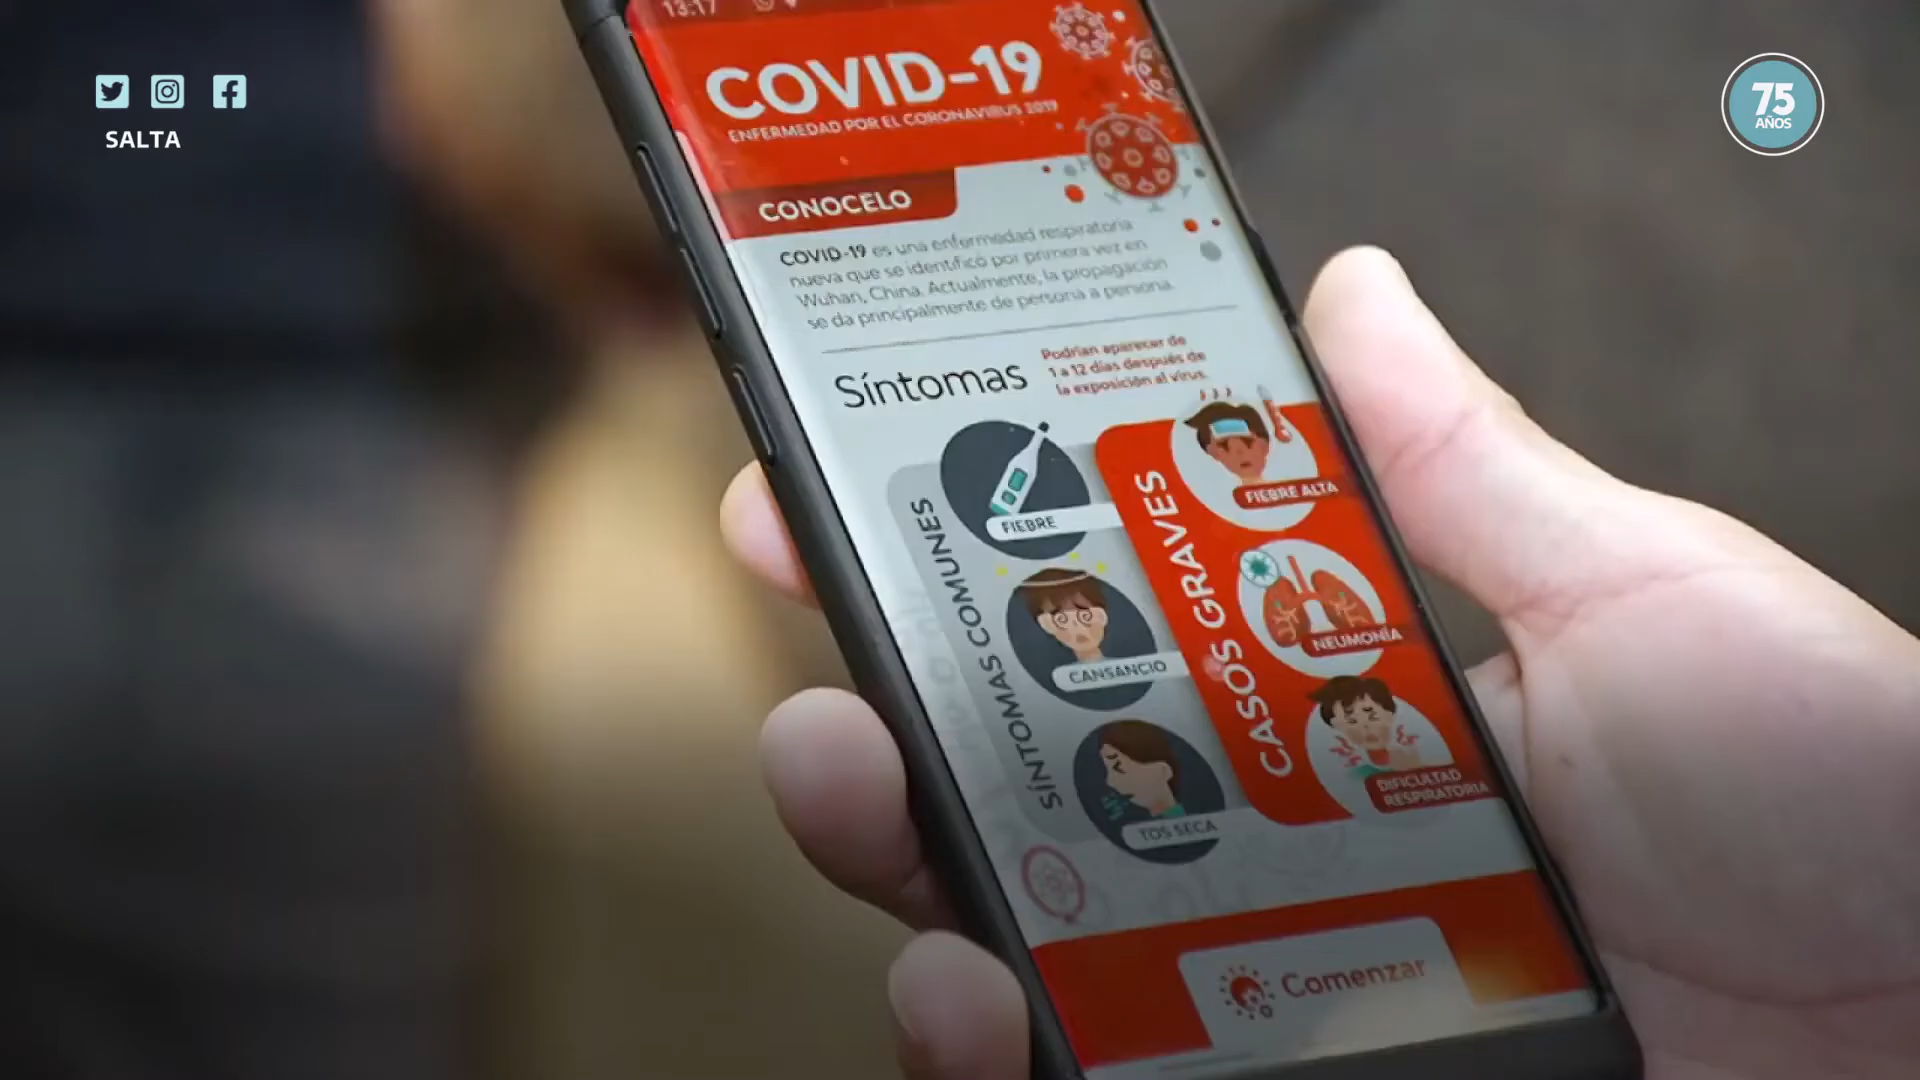 SALTA
75
AÑOS
13:17
COVID-19
ENFERMEDAD POR EL CORONAVIRUS 2019
CONOCELO
COVID-19 es una enfermedad respiratoria
nueva que se identificó por primera vez en
Wuhan, China. Actualmente, la propagación
se da principalmente de persona a persona.
Síntomas
Podrían aparecer de
1 a 12 días después de
la exposición al virus.
SÍNTOMAS COMUNES
FIEBRE
CANSANCIO
TOS SECA
CASOS GRAVES
FIEBRE ALTA
NEUMONÍA
DIFICULTAD
RESPIRATORIA
Comenzar